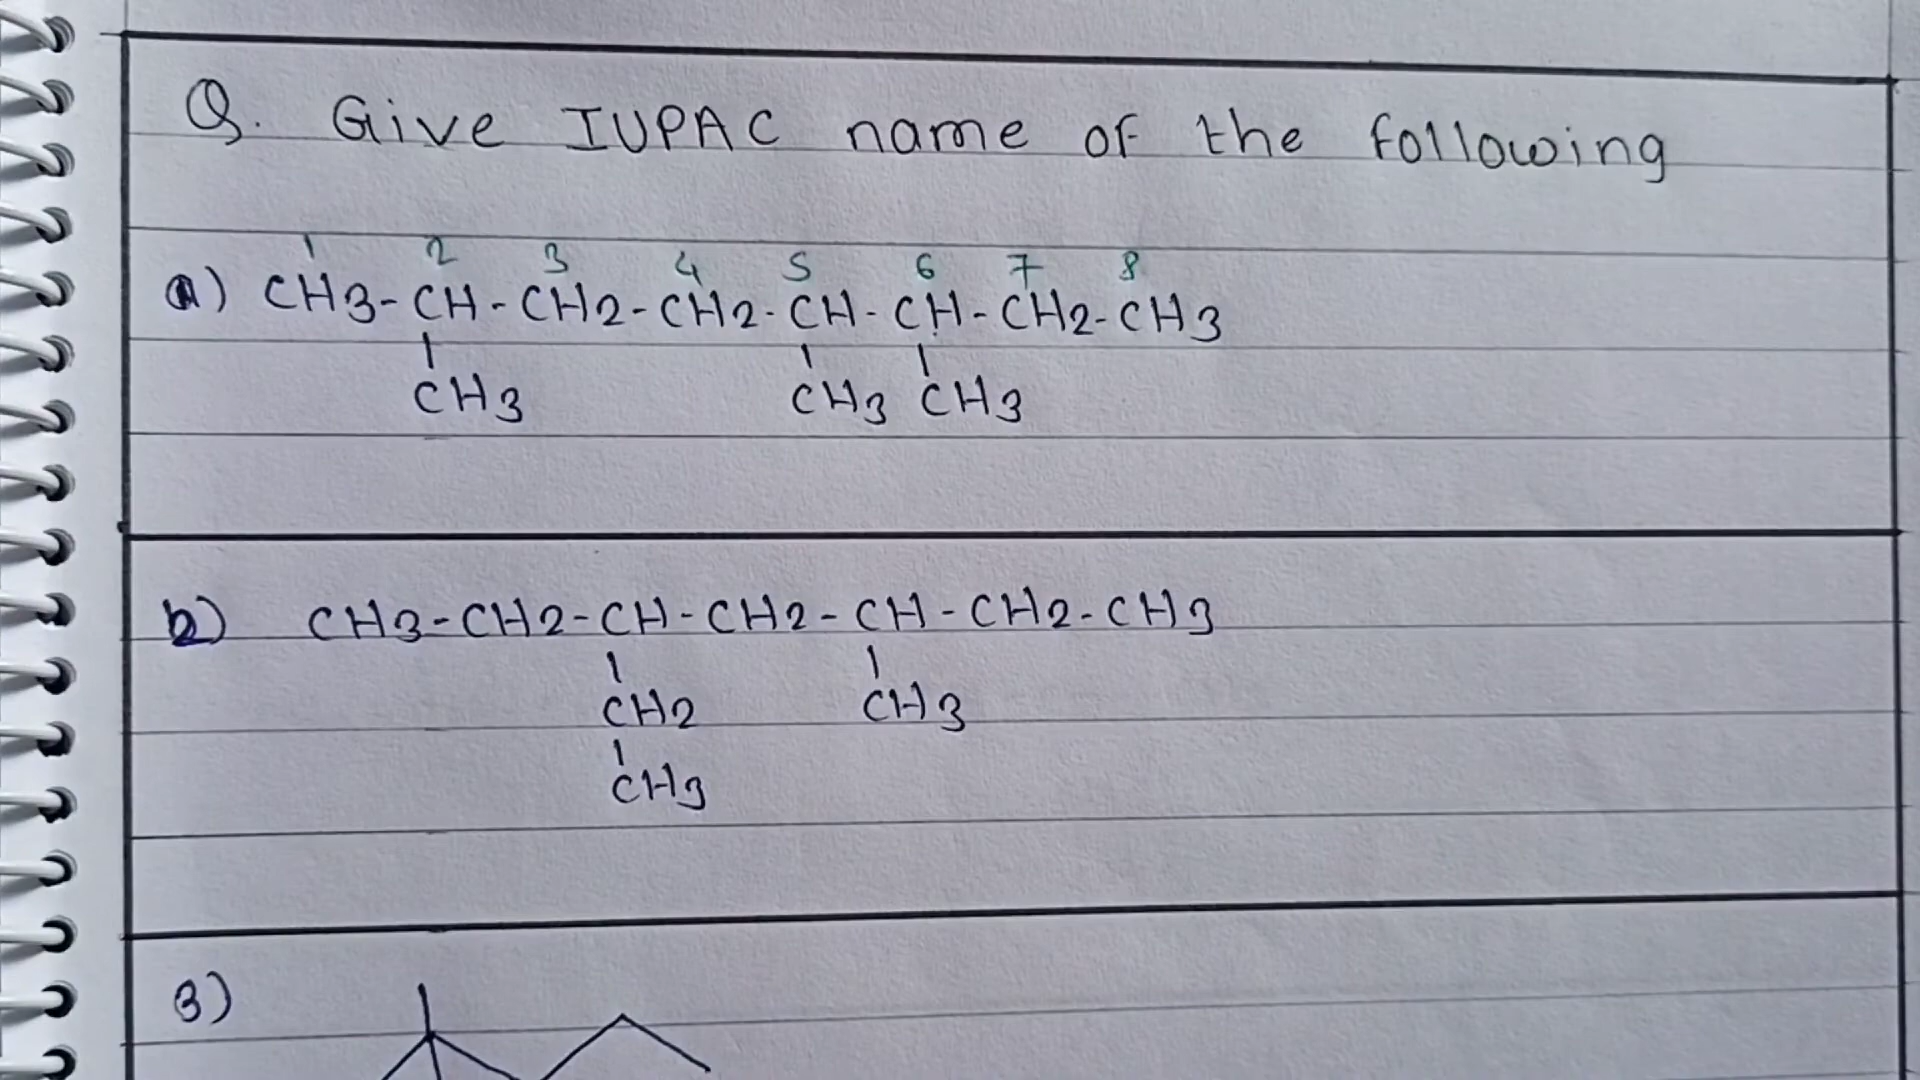 Q. Give IUPAC name of the following
1 2 3 4 5 6 7 8
a) CH3-CH-CH2-CH2-CH-CH-CH2-CH3
CH3 CH3 CH3
b) CH3-CH2-CH-CH2-CH-CH2-CH3
CH2 CH3
CH3
3)